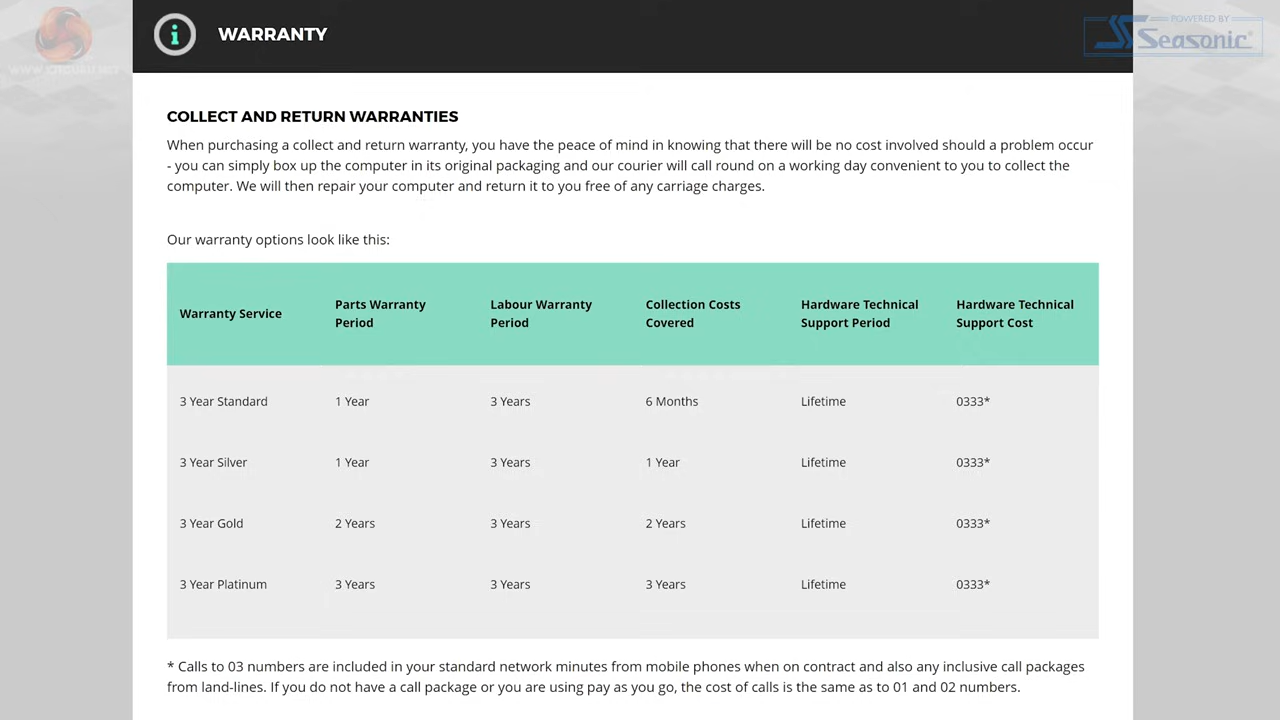 WARRANTY
POWERED BY
Seasonic
COLLECT AND RETURN WARRANTIES
When purchasing a collect and return warranty, you have the peace of mind in knowing that there will be no cost involved should a problem occur
- you can simply box up the computer in its original packaging and our courier will call round on a working day convenient to you to collect the
computer. We will then repair your computer and return it to you free of any carriage charges.
Our warranty options look like this:
Warranty Service Parts Warranty Period Labour Warranty Period Collection Costs Covered Hardware Technical Support Period Hardware Technical Support Cost
3 Year Standard 1 Year 3 Years 6 Months Lifetime 0333*
3 Year Silver 1 Year 3 Years 1 Year Lifetime 0333*
3 Year Gold 2 Years 3 Years 2 Years Lifetime 0333*
3 Year Platinum 3 Years 3 Years 3 Years Lifetime 0333*
* Calls to 03 numbers are included in your standard network minutes from mobile phones when on contract and also any inclusive call packages
from land-lines. If you do not have a call package or you are using pay as you go, the cost of calls is the same as to 01 and 02 numbers.